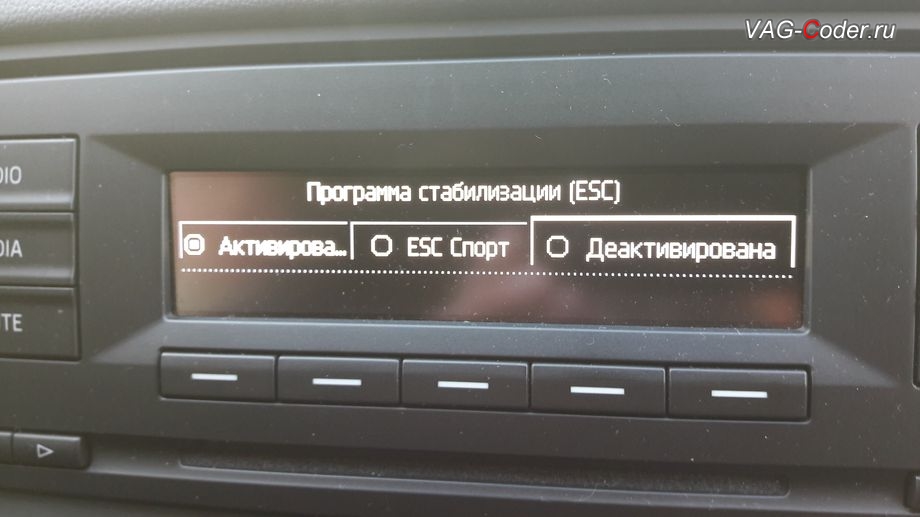 VAG-Coder.ru
Программа стабилизации (ESC)
Активирова... ESC Спорт Деактивирована
DIO
DIA
TE